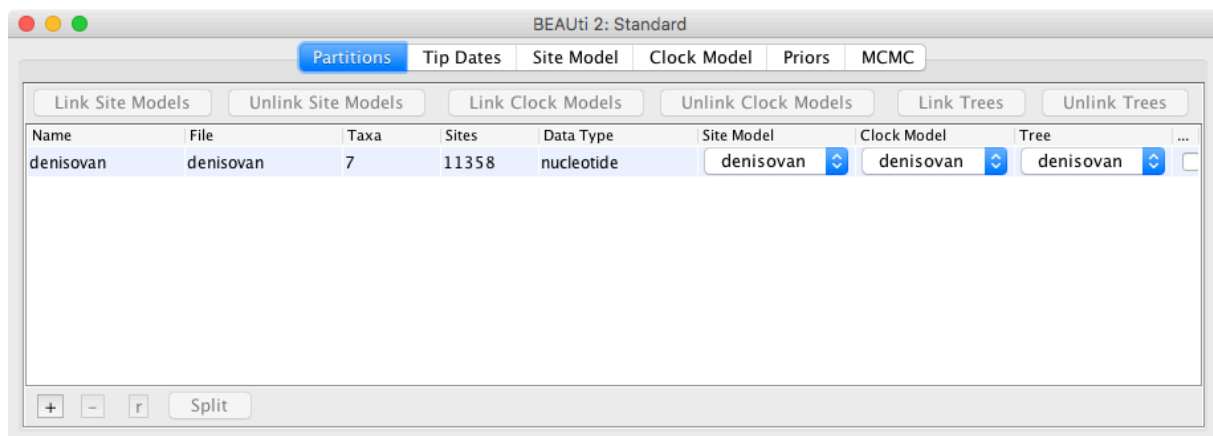 BEAUti 2: Standard
Partitions Tip Dates Site Model Clock Model Priors MCMC
Link Site Models Unlink Site Models Link Clock Models Unlink Clock Models Link Trees Unlink Trees
Name File Taxa Sites Data Type Site Model Clock Model Tree ...
denisovan denisovan 7 11358 nucleotide denisovan denisovan denisovan
+ - r Split